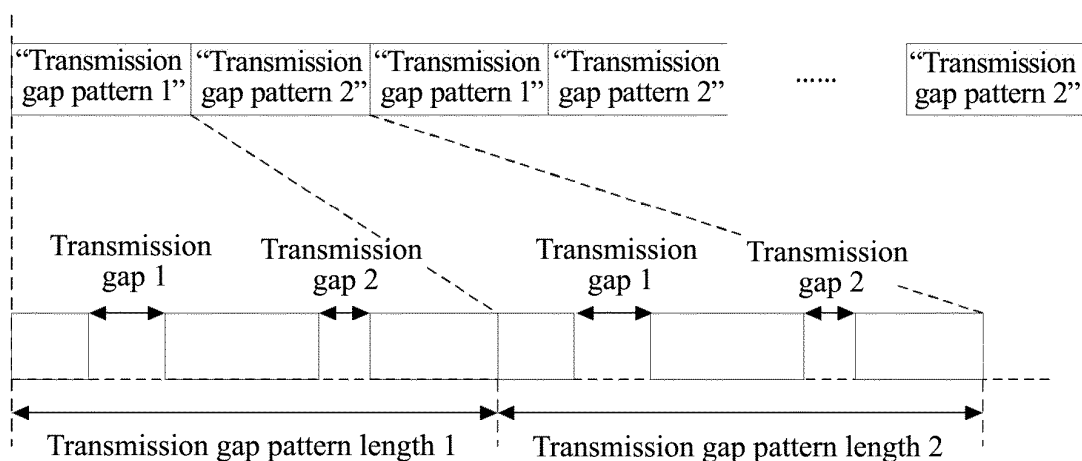 “Transmission gap pattern 1” “Transmission gap pattern 2” “Transmission gap pattern 1” “Transmission gap pattern 2” ...... “Transmission gap pattern 2”
Transmission gap 1
Transmission gap 2
Transmission gap 1
Transmission gap 2
Transmission gap pattern length 1
Transmission gap pattern length 2